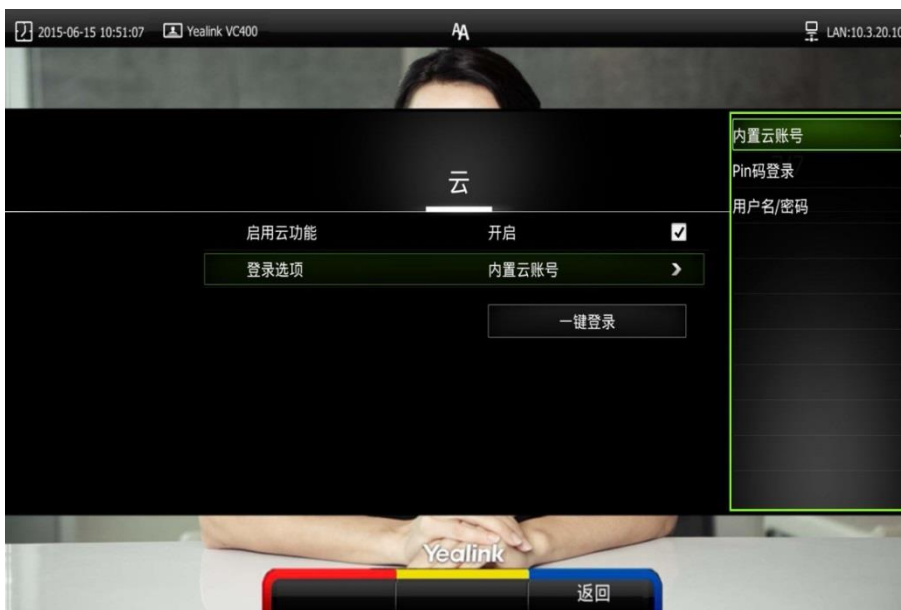 2015-06-15 10:51:07 Yealink VC400 AA LAN:10.3.20.10
云
启用云功能 开启
登录选项 内置云账号
一键登录
内置云账号
Pin码登录
用户名/密码
Yealink
返回